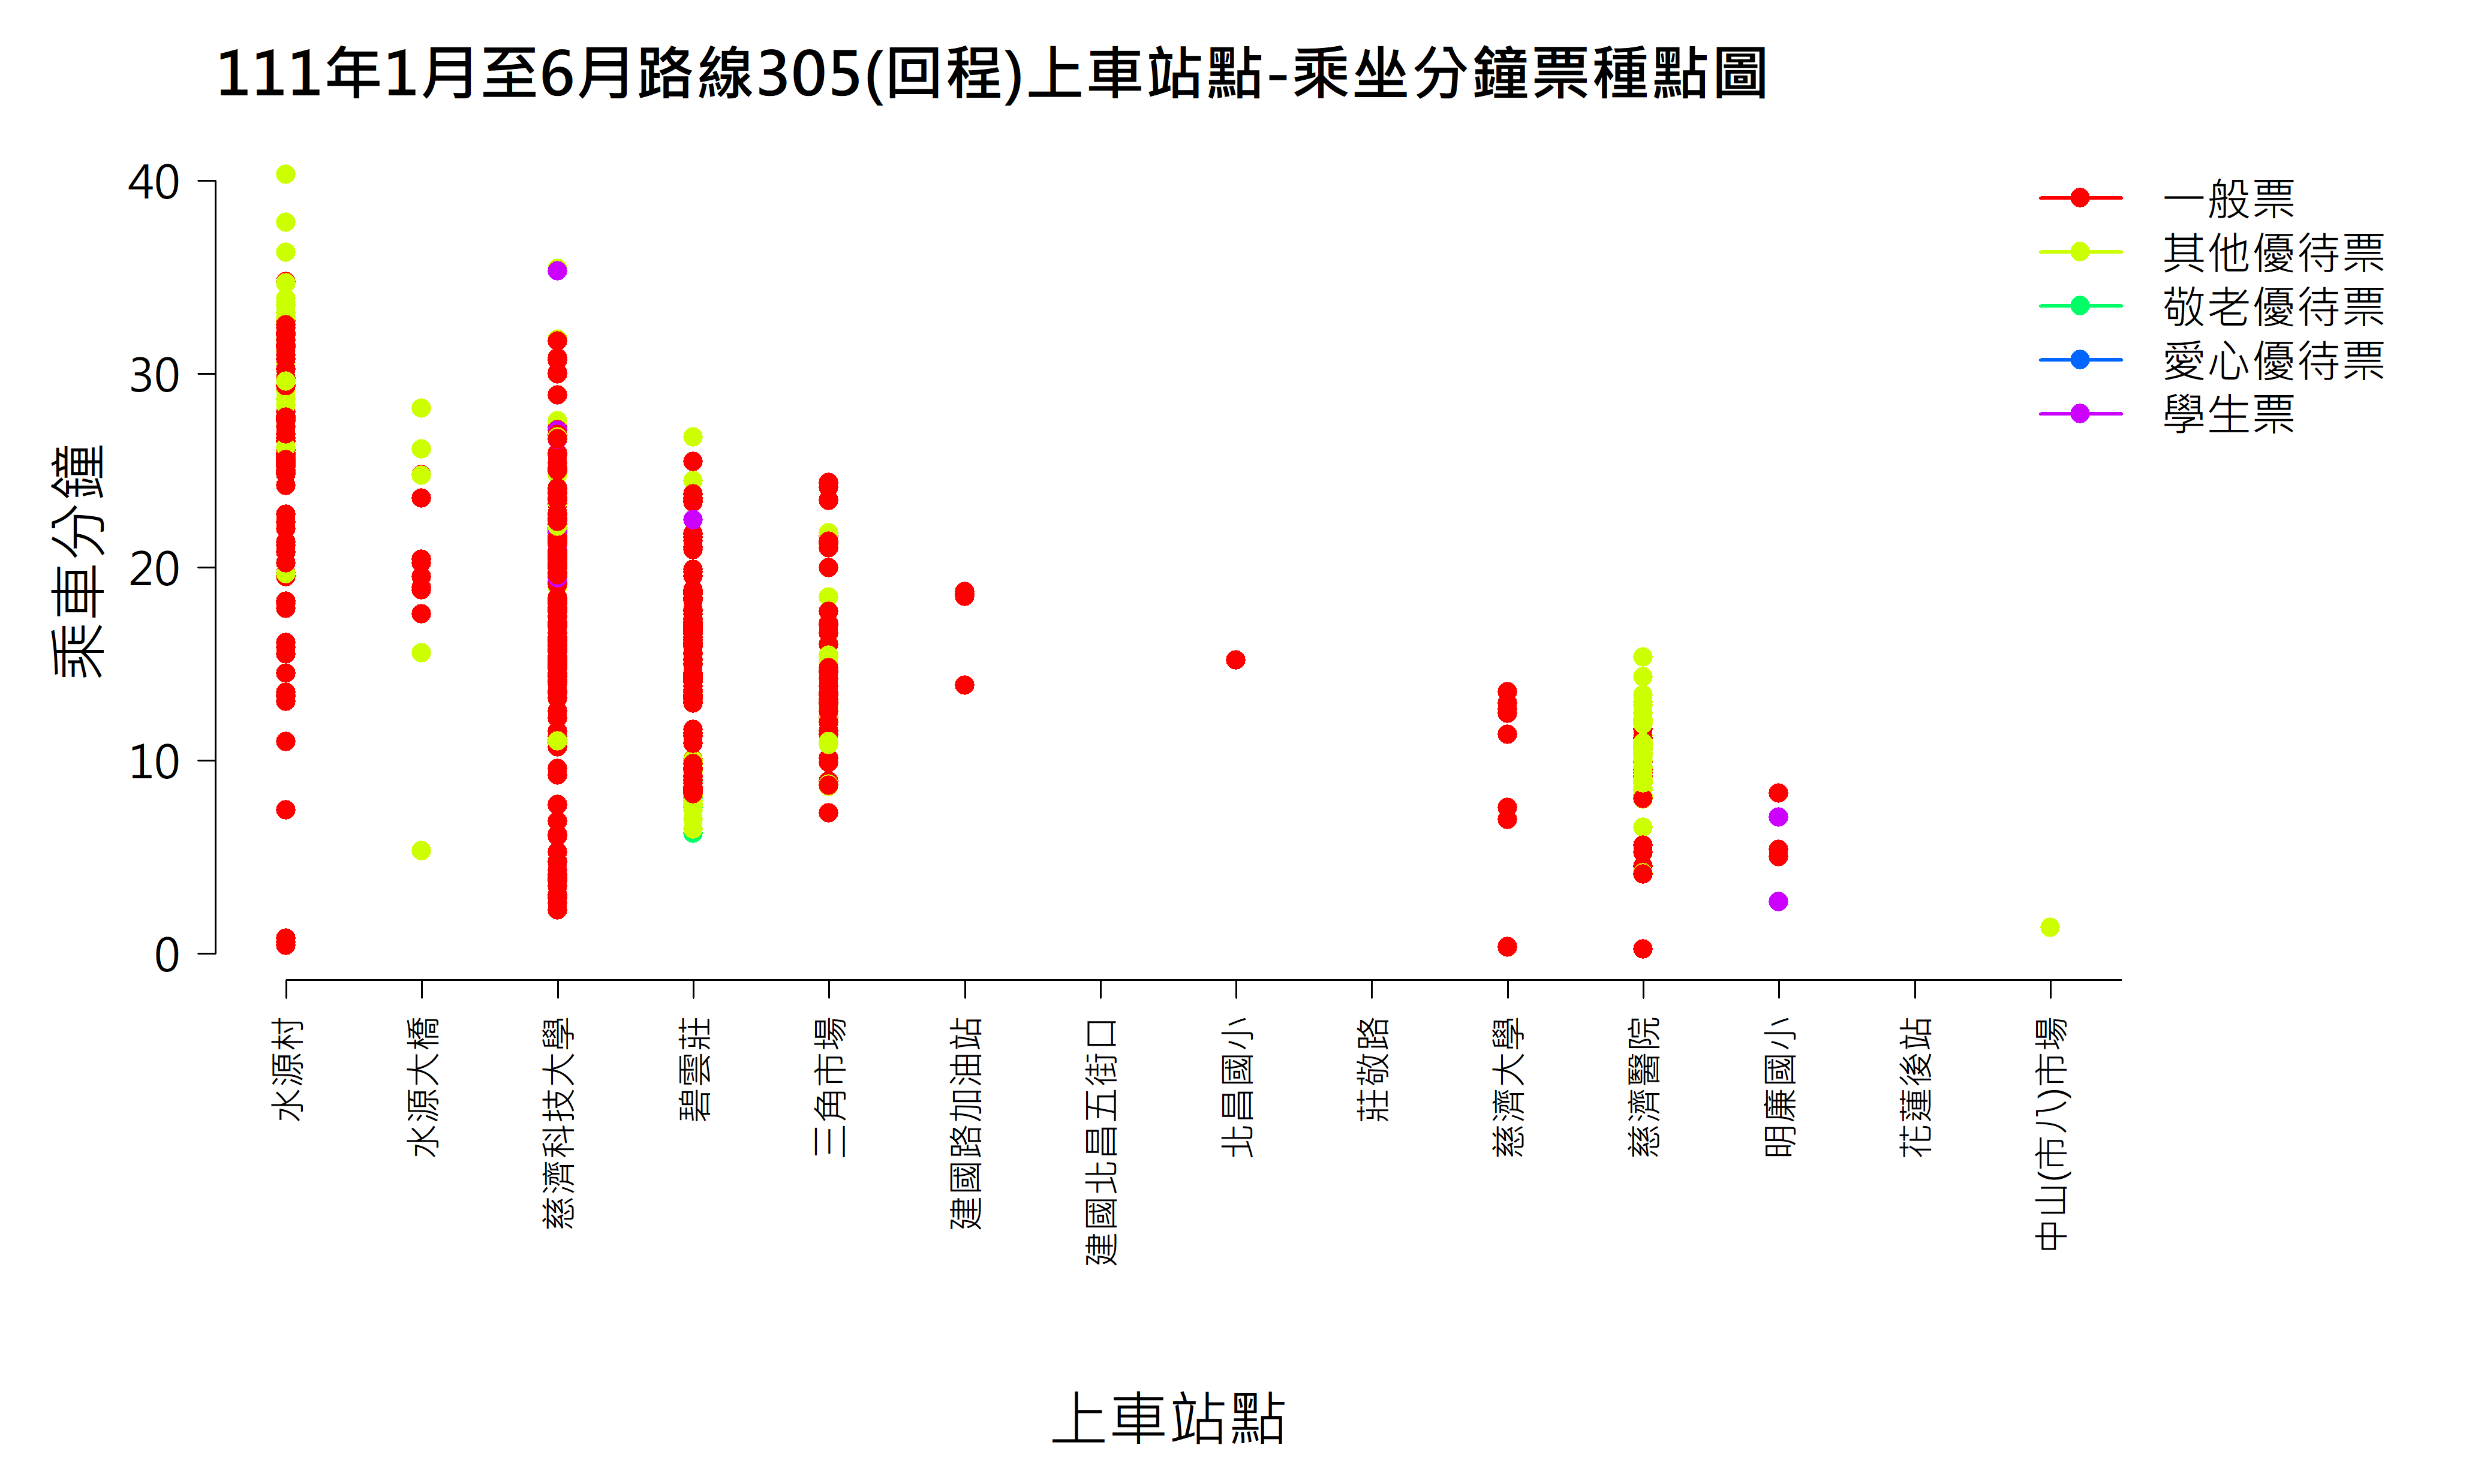 111年1月至6月路線305(回程)上車站點-乘坐分鐘票種點圖
乘車分鐘
40
30
20
10
0
一般票
其他優待票
敬老優待票
愛心優待票
學生票
水源村
水源大橋
慈濟科技大學
碧雲莊
三角市場
建國路加油站
建國北昌五街口
北昌國小
莊敬路
慈濟大學
慈濟醫院
明廉國小
花蓮後站
中山(市八)市場
上車站點